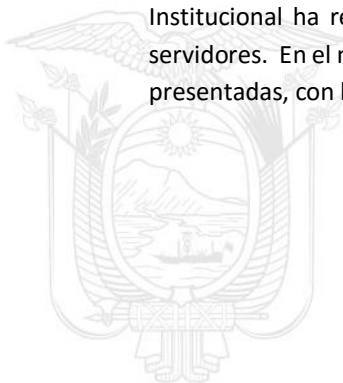 Institucional ha re
servidores. En el
presentadas, con